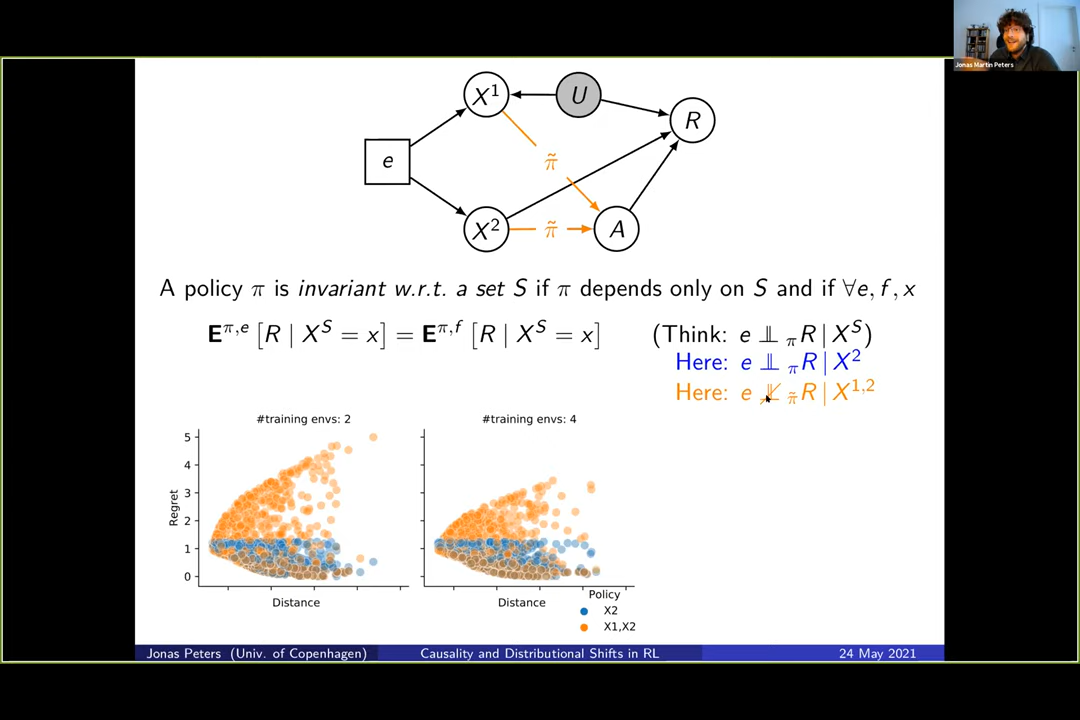 Jonas Martin Peters
X¹
U
R
e
π̃
X²
π̃
A
A policy π is invariant w.r.t. a set S if π depends only on S and if ∀e, f, x
E^{π,e} [R | X^S = x] = E^{π,f} [R | X^S = x] (Think: e ⫫_π R | X^S)
Here: e ⫫_π R | X²
Here: e ⫫̸_π̃ R | X^{1,2}
#training envs: 2
#training envs: 4
5
4
3
2
1
0
Regret
Distance
Distance
Policy
X2
X1,X2
Jonas Peters (Univ. of Copenhagen) Causality and Distributional Shifts in RL 24 May 2021